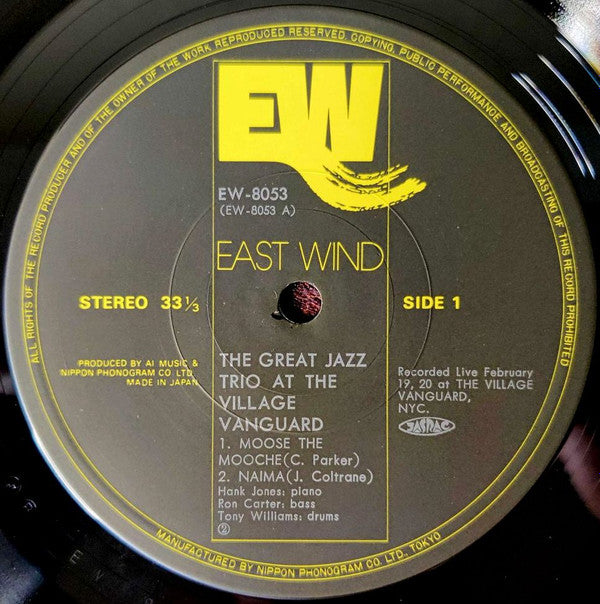 ALL RIGHTS OF THE RECORD PRODUCER AND OF THE OWNER OF THE WORK REPRODUCED RESERVED. COPYING, PUBLIC PERFORMANCE AND BROADCASTING OF THIS RECORD PROHIBITED
EW
EW-8053
(EW-8053 A)
EAST WIND
STEREO 33⅓
SIDE 1
PRODUCED BY AI MUSIC &
NIPPON PHONOGRAM CO LTD.
MADE IN JAPAN
THE GREAT JAZZ
TRIO AT THE
VILLAGE
VANGUARD
1. MOOSE THE
MOOCHE(C. Parker)
2. NAIMA(J. Coltrane)
Hank Jones: piano
Ron Carter: bass
Tony Williams: drums
②
Recorded Live February
19, 20 at THE VILLAGE
VANGUARD,
NYC.
JASRAC
MANUFACTURED BY NIPPON PHONOGRAM CO. LTD., TOKYO